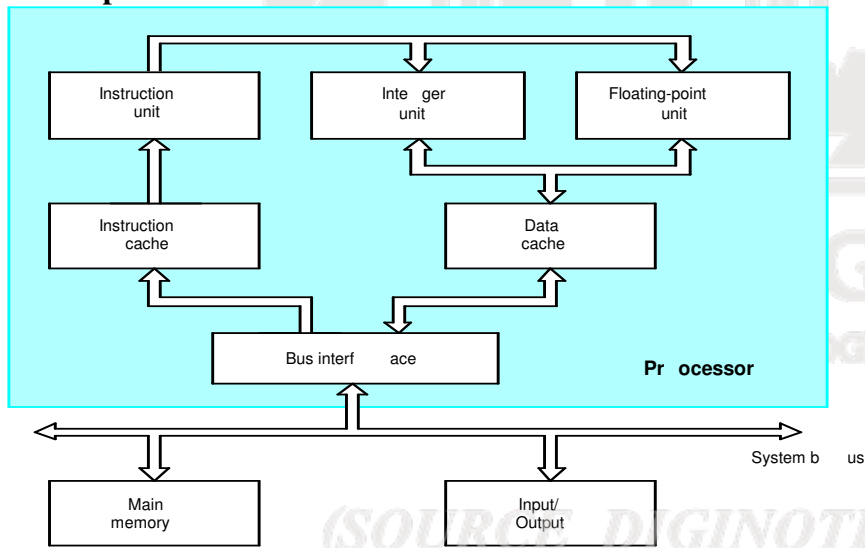 Instruction
unit
Inte ger
unit
Floating-point
unit
Instruction
cache
Data
cache
Bus interf ace
Pr ocessor
System b us
Main
memory
Input/
Output
(SOURCE DIGINOT